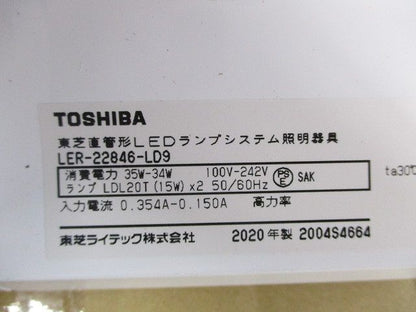 TOSHIBA
東芝直管形LEDランプシステム照明器具
LER-22846-LD9
消費電力 35W-34W 100V-242V
ランプ LDL20T (15W) x2 50/60Hz
PSE SAK
ta30℃
入力電流 0.354A-0.150A 高力率
東芝ライテック株式会社 2020年製 2004S4664